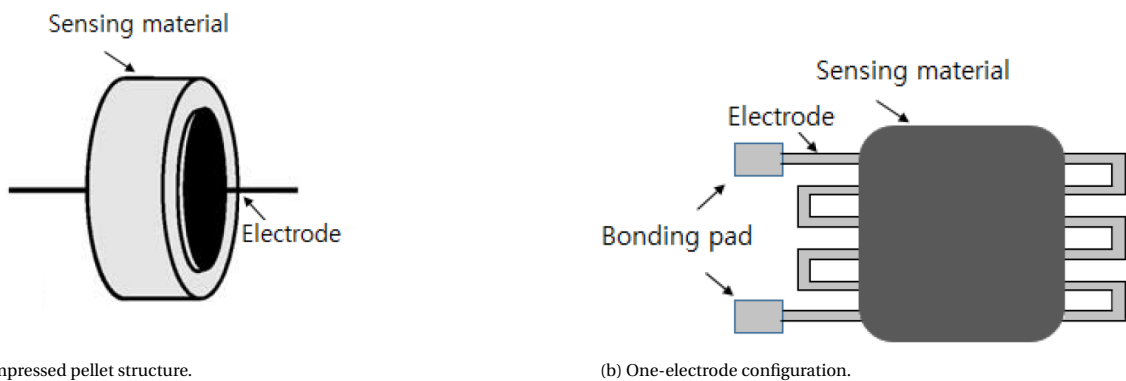 Sensing material
Electrode
mpressed pellet structure.
Sensing material
Electrode
Bonding pad
(b) One-electrode configuration.